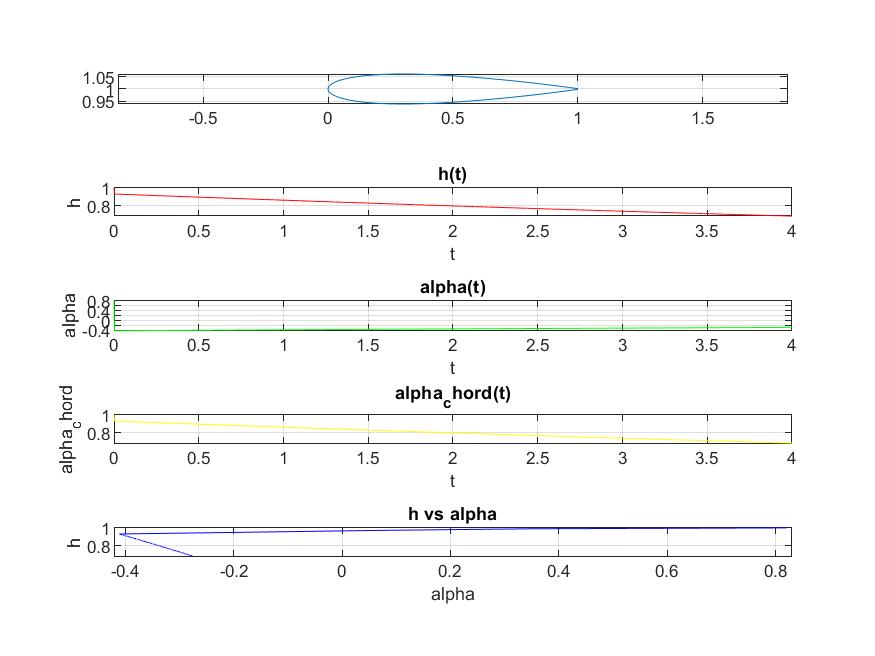 1.05
1
0.95
-0.5 0 0.5 1 1.5
h(t)
1
0.8
h
0 0.5 1 1.5 2 2.5 3 3.5 4
t
alpha(t)
0.8
0.4
0
-0.4
alpha
0 0.5 1 1.5 2 2.5 3 3.5 4
t
alpha_chord(t)
1
0.8
alpha_chord
0 0.5 1 1.5 2 2.5 3 3.5 4
t
h vs alpha
1
0.8
h
-0.4 -0.2 0 0.2 0.4 0.6 0.8
alpha